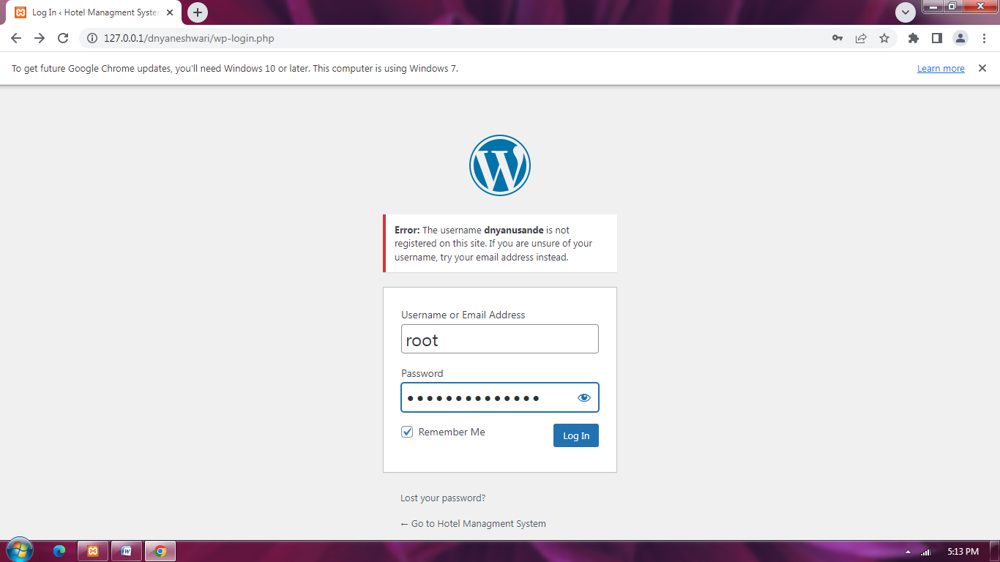 Log In ‹ Hotel Managment System
127.0.0.1/dnyaneshwari/wp-login.php
To get future Google Chrome updates, you'll need Windows 10 or later. This computer is using Windows 7.
Learn more
Error: The username dnyanusande is not
registered on this site. If you are unsure of your
username, try your email address instead.
Username or Email Address
root
Password
Remember Me
Log In
Lost your password?
← Go to Hotel Managment System
5:13 PM